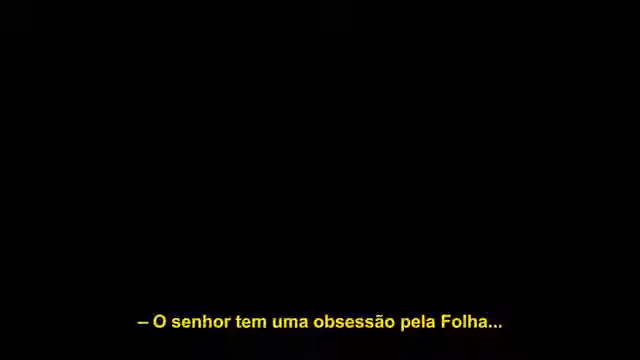 – O senhor tem uma obsessão pela Folha...